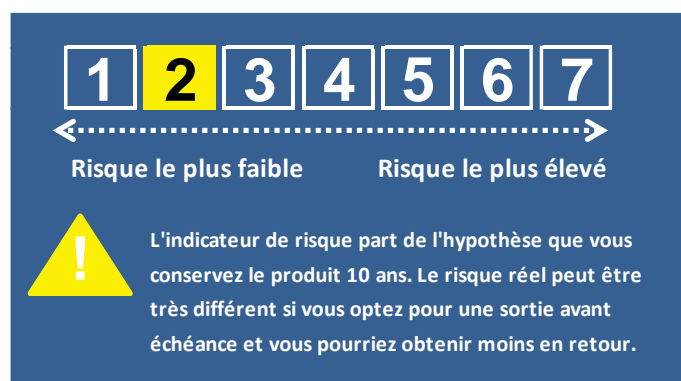 1 2 3 4 5 6 7
Risque le plus faible Risque le plus élevé
!
L'indicateur de risque part de l'hypothèse que vous
conservez le produit 10 ans. Le risque réel peut être
très différent si vous optez pour une sortie avant
échéance et vous pourriez obtenir moins en retour.